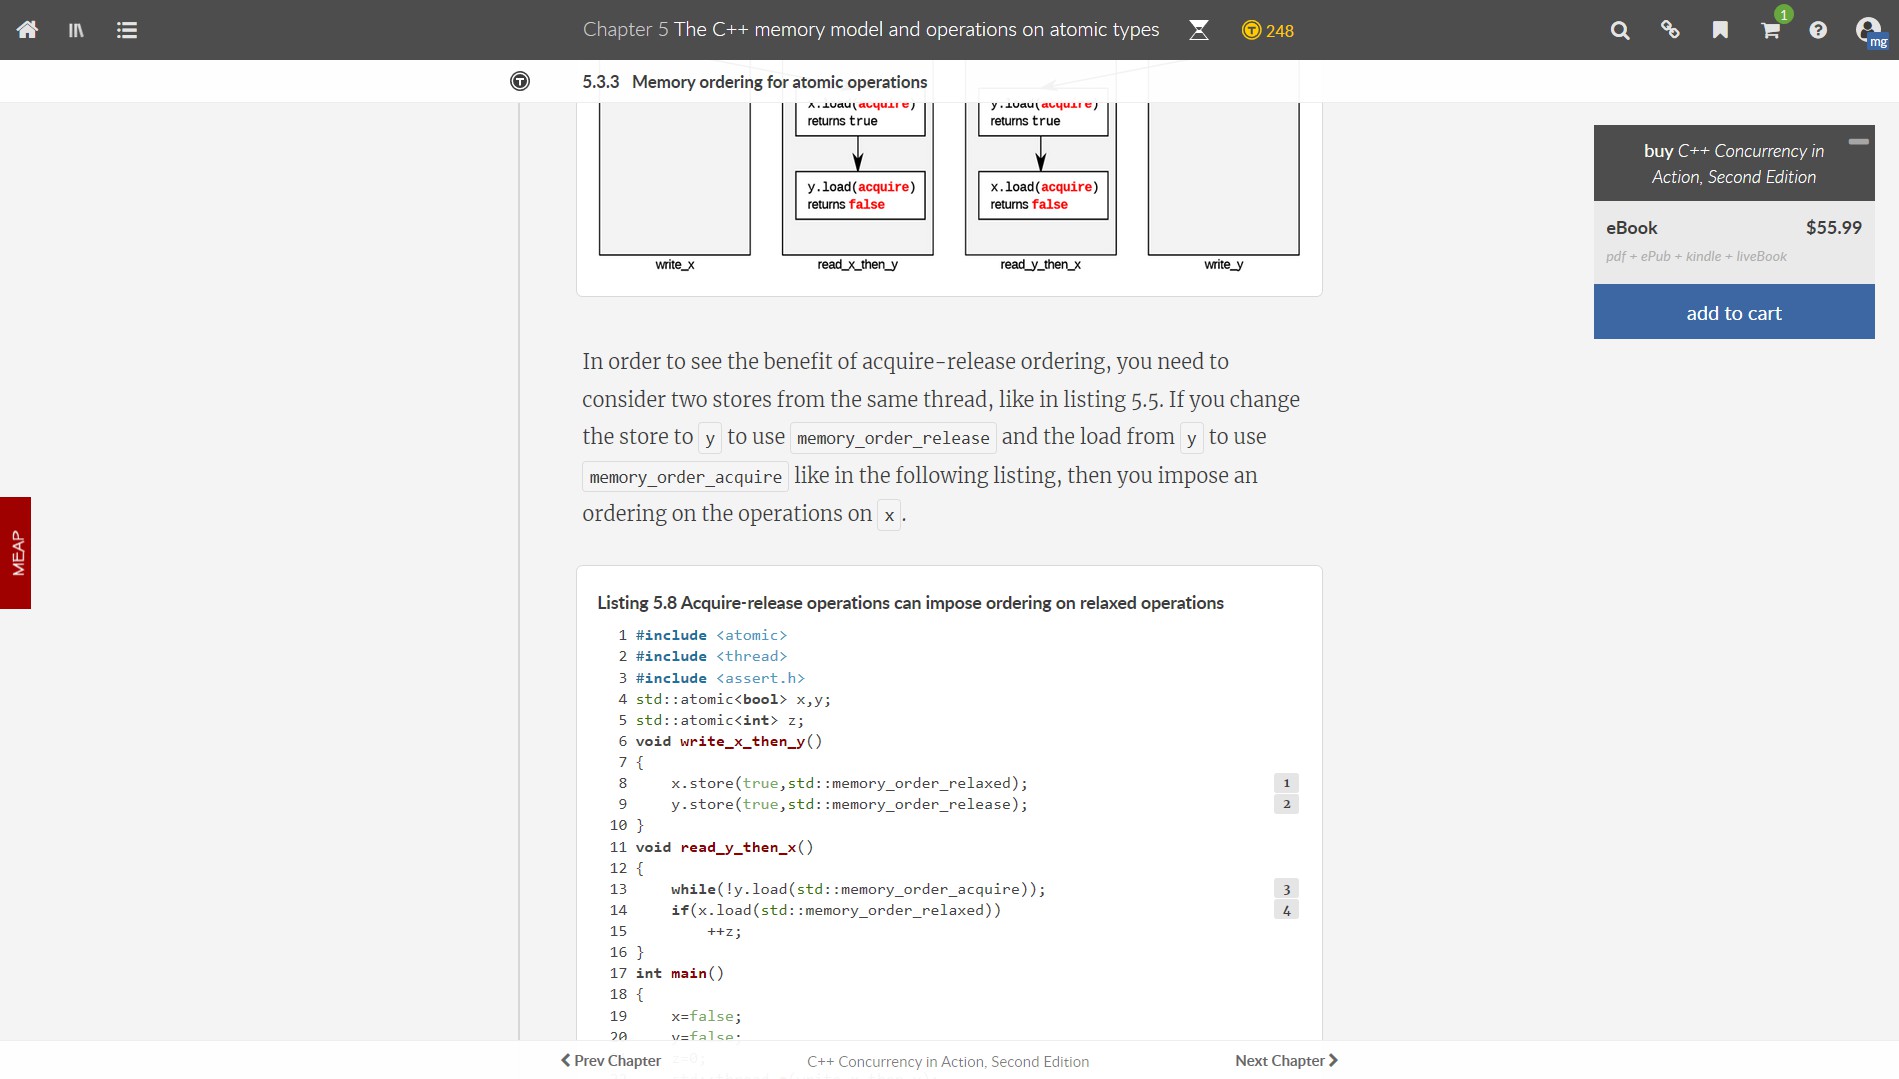 Chapter 5 The C++ memory model and operations on atomic types
248
1
mg
5.3.3 Memory ordering for atomic operations
x.load(acquire)
returns true
y.load(acquire)
returns true
y.load(acquire)
returns false
x.load(acquire)
returns false
write_x
read_x_then_y
read_y_then_x
write_y
buy C++ Concurrency in
Action, Second Edition
eBook $55.99
pdf + ePub + kindle + liveBook
add to cart
MEAP
In order to see the benefit of acquire-release ordering, you need to
consider two stores from the same thread, like in listing 5.5. If you change
the store to y to use memory_order_release and the load from y to use
memory_order_acquire like in the following listing, then you impose an
ordering on the operations on x .
Listing 5.8 Acquire-release operations can impose ordering on relaxed operations
1 #include <atomic>
2 #include <thread>
3 #include <assert.h>
4 std::atomic<bool> x,y;
5 std::atomic<int> z;
6 void write_x_then_y()
7 {
8     x.store(true,std::memory_order_relaxed); 1
9     y.store(true,std::memory_order_release); 2
10 }
11 void read_y_then_x()
12 {
13     while(!y.load(std::memory_order_acquire)); 3
14     if(x.load(std::memory_order_relaxed)) 4
15         ++z;
16 }
17 int main()
18 {
19     x=false;
20     y=false;
z=0;
Prev Chapter
C++ Concurrency in Action, Second Edition
Next Chapter